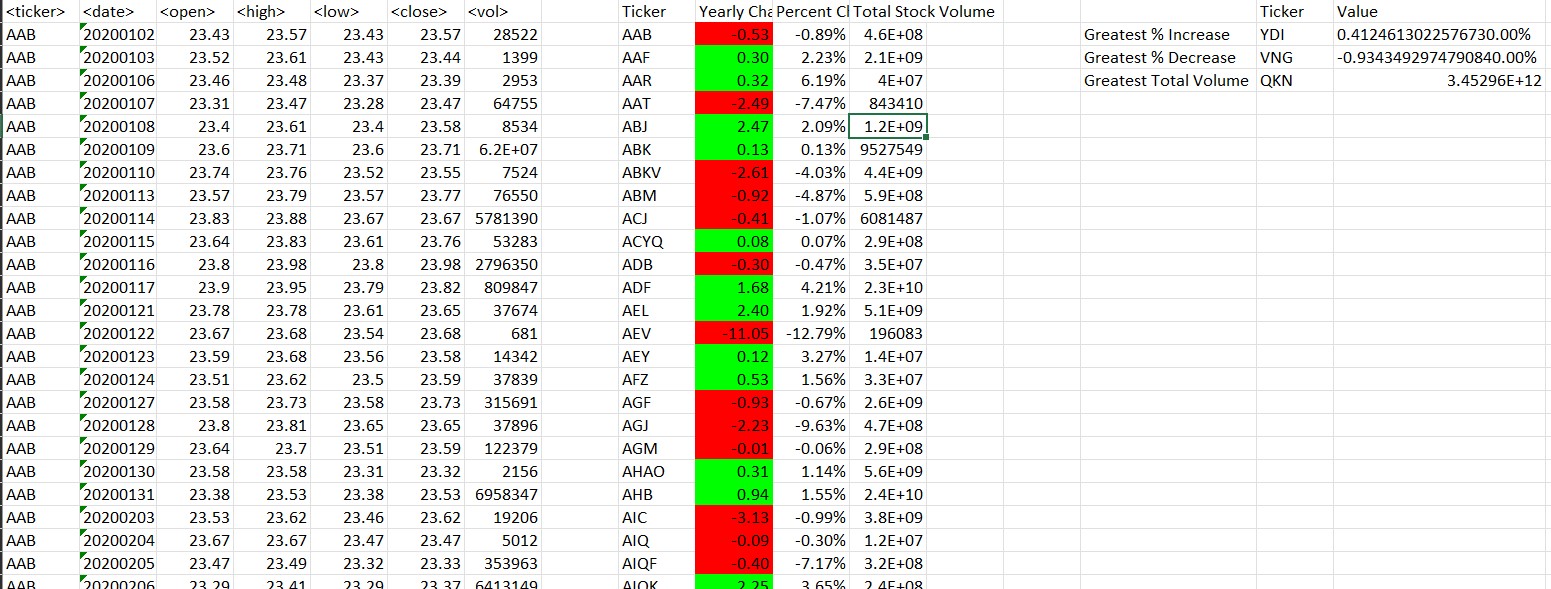 <ticker> <date> <open> <high> <low> <close> <vol> Ticker Yearly Cha Percent Cl Total Stock Volume Ticker Value
AAB 20200102 23.43 23.57 23.43 23.57 28522 AAB -0.53 -0.89% 4.6E+08 Greatest % Increase YDI 0.4124613022576730.00%
AAB 20200103 23.52 23.61 23.43 23.44 1399 AAF 0.30 2.23% 2.1E+09 Greatest % Decrease VNG -0.9343492974790840.00%
AAB 20200106 23.46 23.48 23.37 23.39 2953 AAR 0.32 6.19% 4E+07 Greatest Total Volume QKN 3.45296E+12
AAB 20200107 23.31 23.47 23.28 23.47 64755 AAT -2.49 -7.47% 843410
AAB 20200108 23.4 23.61 23.4 23.58 8534 ABJ 2.47 2.09% 1.2E+09
AAB 20200109 23.6 23.71 23.6 23.71 6.2E+07 ABK 0.13 0.13% 9527549
AAB 20200110 23.74 23.76 23.52 23.55 7524 ABKV -2.61 -4.03% 4.4E+09
AAB 20200113 23.57 23.79 23.57 23.77 76550 ABM -0.92 -4.87% 5.9E+08
AAB 20200114 23.83 23.88 23.67 23.67 5781390 ACJ -0.41 -1.07% 6081487
AAB 20200115 23.64 23.83 23.61 23.76 53283 ACYQ 0.08 0.07% 2.9E+08
AAB 20200116 23.8 23.98 23.8 23.98 2796350 ADB -0.30 -0.47% 3.5E+07
AAB 20200117 23.9 23.95 23.79 23.82 809847 ADF 1.68 4.21% 2.3E+10
AAB 20200121 23.78 23.78 23.61 23.65 37674 AEL 2.40 1.92% 5.1E+09
AAB 20200122 23.67 23.68 23.54 23.68 681 AEV -11.05 -12.79% 196083
AAB 20200123 23.59 23.68 23.56 23.58 14342 AEY 0.12 3.27% 1.4E+07
AAB 20200124 23.51 23.62 23.5 23.59 37839 AFZ 0.53 1.56% 3.3E+07
AAB 20200127 23.58 23.73 23.58 23.73 315691 AGF -0.93 -0.67% 2.6E+09
AAB 20200128 23.8 23.81 23.65 23.65 37896 AGJ -2.23 -9.63% 4.7E+08
AAB 20200129 23.64 23.7 23.51 23.59 122379 AGM -0.01 -0.06% 2.9E+08
AAB 20200130 23.58 23.58 23.31 23.32 2156 AHAO 0.31 1.14% 5.6E+09
AAB 20200131 23.38 23.53 23.38 23.53 6958347 AHB 0.94 1.55% 2.4E+10
AAB 20200203 23.53 23.62 23.46 23.62 19206 AIC -3.13 -0.99% 3.8E+09
AAB 20200204 23.67 23.67 23.47 23.47 5012 AIQ -0.09 -0.30% 1.2E+07
AAB 20200205 23.47 23.49 23.32 23.33 353963 AIQF -0.40 -7.17% 3.2E+08
AAB 20200206 23.29 23.41 23.29 23.37 6413149 AIQK 2.25 3.65% 2.4E+08